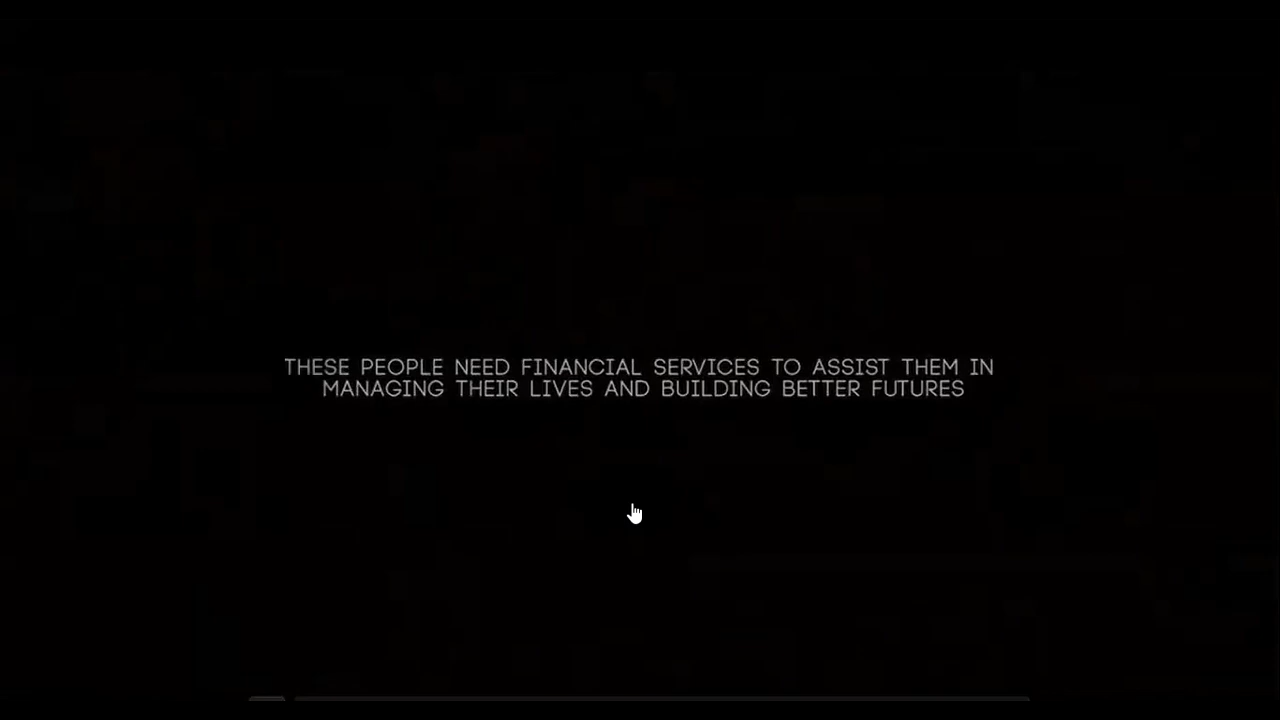 THESE PEOPLE NEED FINANCIAL SERVICES TO ASSIST THEM IN
MANAGING THEIR LIVES AND BUILDING BETTER FUTURES